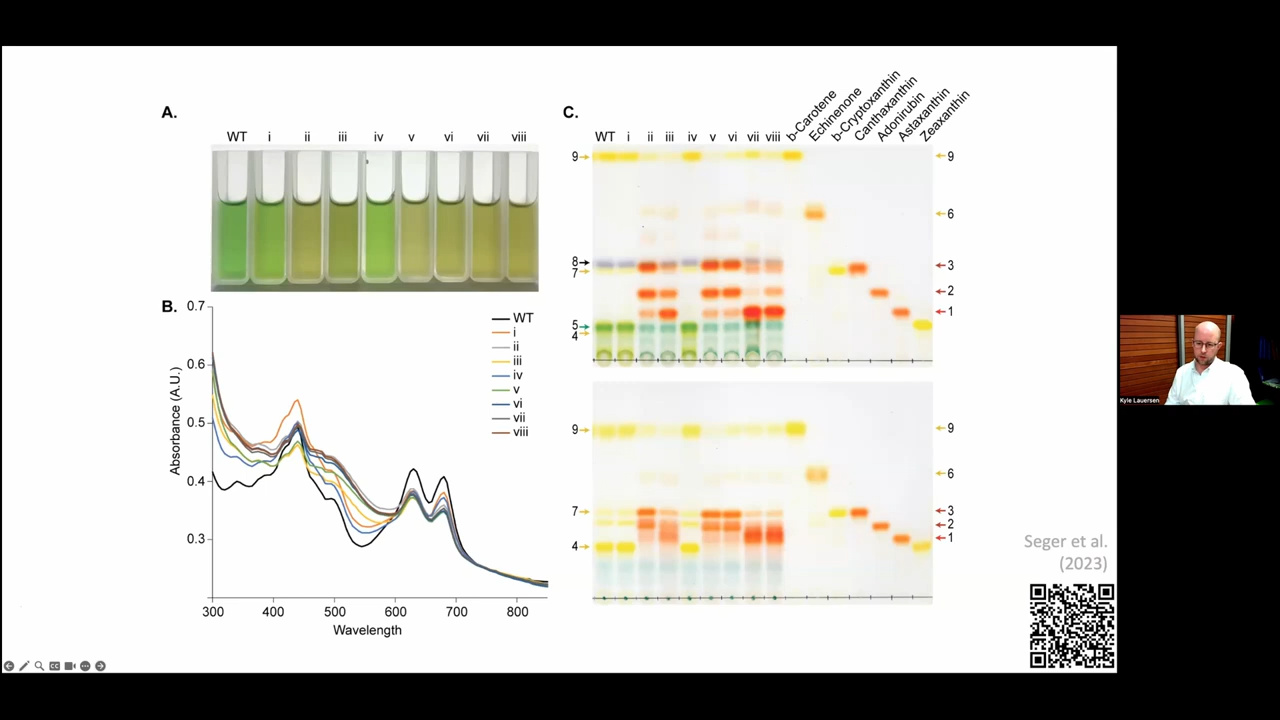 A.
WT i ii iii iv v vi vii viii
B.
0.7
0.6
0.5
0.4
0.3
Absorbance (A.U.)
300 400 500 600 700 800
Wavelength
WT
i
ii
iii
iv
v
vi
vii
viii
C.
WT i ii iii iv v vi vii viii b-Carotene Echinenone b-Cryptoxanthin Canthaxanthin Adonirubin Astaxanthin Zeaxanthin
9 9
6
8 3
7
2
1
5
4
9 9
6
7 3
2
1
4
Seger et al.
(2023)
CC
Kyle Lauersen